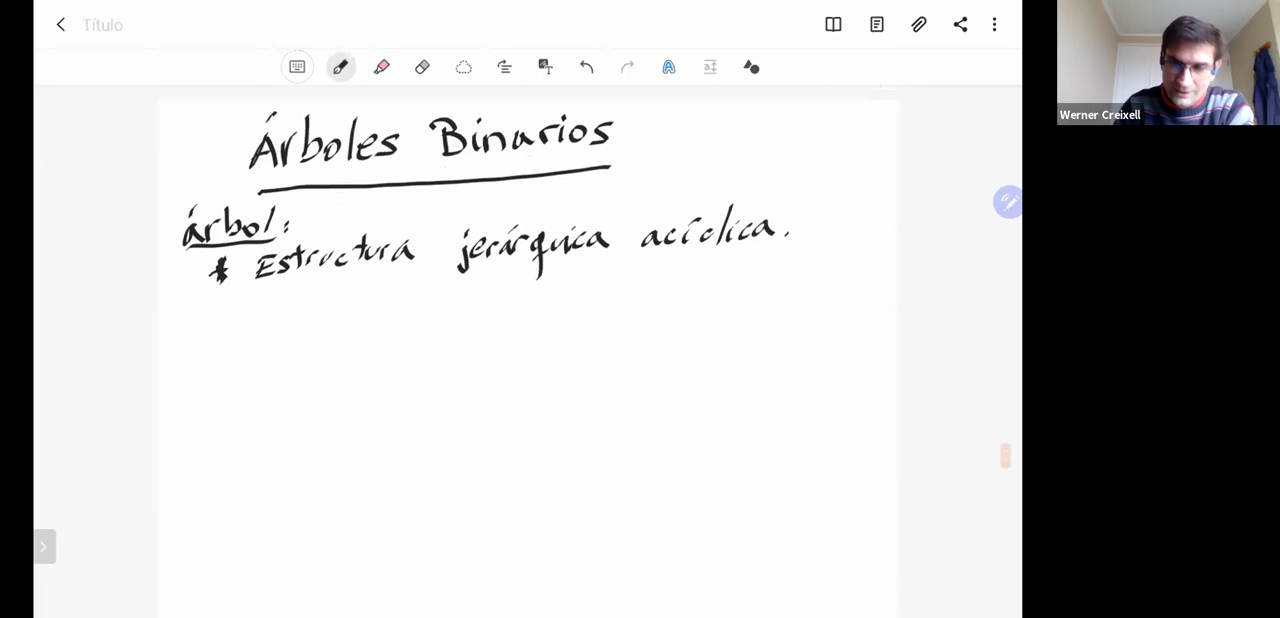 Título
Werner Creixell
Árboles Binarios
árbol:
* Estructura jerárquica acíclica.